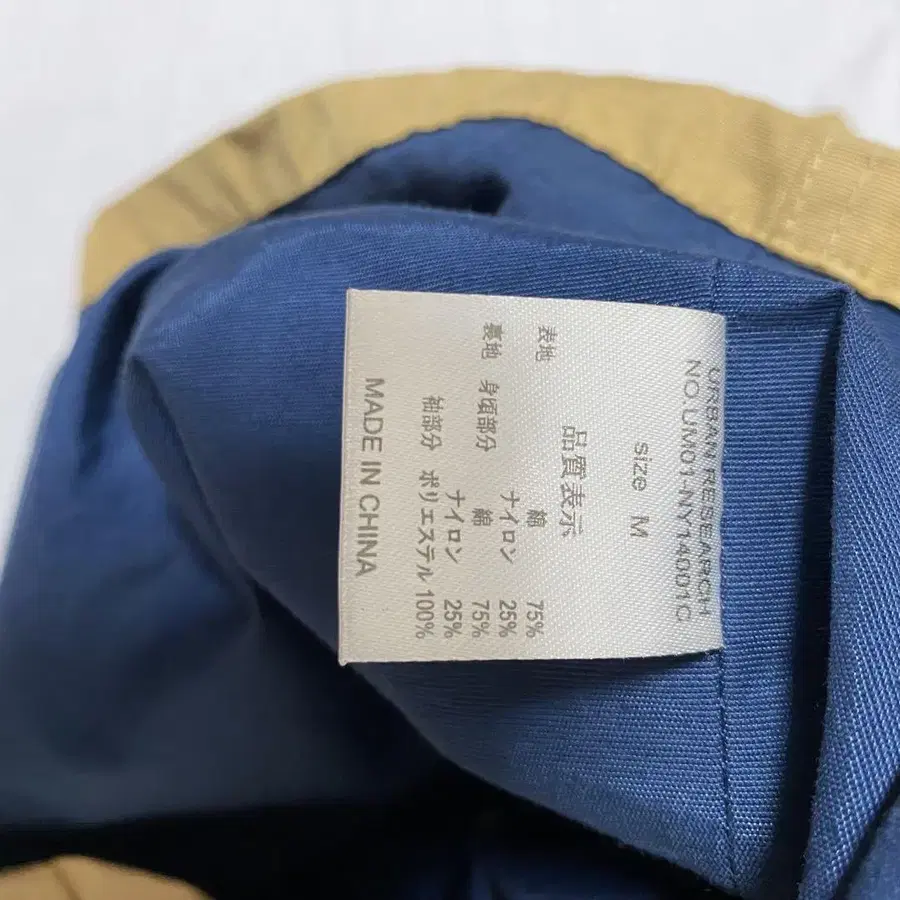 URBAN RESEARCH
NO.UM01-NY14001C
size M
品質表示
表地 綿 75%
ナイロン 25%
裏地 身頃部分 綿 75%
ナイロン 25%
袖部分 ポリエステル 100%
MADE IN CHINA